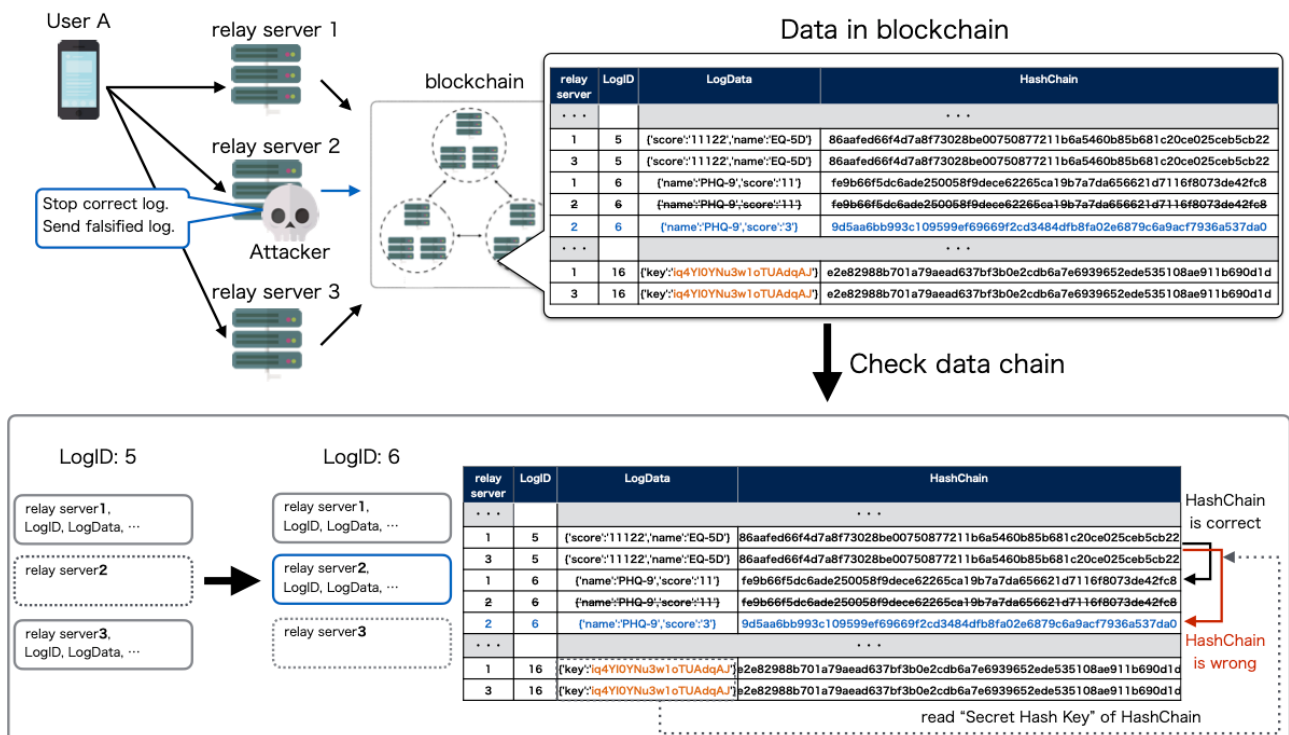 User A
relay server 1
relay server 2
Stop correct log.
Send falsified log.
Attacker
relay server 3
blockchain
Data in blockchain
relay server LogID LogData HashChain
· · · · · ·
1 5 {'score':'11122','name':'EQ-5D'} 86aafed66f4d7a8f73028be00750877211b6a5460b85b681c20ce025ceb5cb22
3 5 {'score':'11122','name':'EQ-5D'} 86aafed66f4d7a8f73028be00750877211b6a5460b85b681c20ce025ceb5cb22
1 6 {'name':'PHQ-9','score':'11'} fe9b66f5dc6ade250058f9dece62265ca19b7a7da656621d7116f8073de42fc8
2 6 {'name':'PHQ-9','score':'11'} fe9b66f5dc6ade250058f9dece62265ca19b7a7da656621d7116f8073de42fc8
2 6 {'name':'PHQ-9','score':'3'} 9d5aa6bb993c109599ef69669f2cd3484dfb8fa02e6879c6a9acf7936a537da0
· · · · · ·
1 16 {'key':'iq4YI0YNu3w1oTUAdqAJ'} e2e82988b701a79aead637bf3b0e2cdb6a7e6939652ede535108ae911b690d1d
3 16 {'key':'iq4YI0YNu3w1oTUAdqAJ'} e2e82988b701a79aead637bf3b0e2cdb6a7e6939652ede535108ae911b690d1d
Check data chain
LogID: 5
relay server1,
LogID, LogData, ···
relay server2
relay server3,
LogID, LogData, ···
LogID: 6
relay server1,
LogID, LogData, ···
relay server2,
LogID, LogData, ···
relay server3
relay server LogID LogData HashChain
· · · · · ·
1 5 {'score':'11122','name':'EQ-5D'} 86aafed66f4d7a8f73028be00750877211b6a5460b85b681c20ce025ceb5cb22
3 5 {'score':'11122','name':'EQ-5D'} 86aafed66f4d7a8f73028be00750877211b6a5460b85b681c20ce025ceb5cb22
1 6 {'name':'PHQ-9','score':'11'} fe9b66f5dc6ade250058f9dece62265ca19b7a7da656621d7116f8073de42fc8
2 6 {'name':'PHQ-9','score':'11'} fe9b66f5dc6ade250058f9dece62265ca19b7a7da656621d7116f8073de42fc8
2 6 {'name':'PHQ-9','score':'3'} 9d5aa6bb993c109599ef69669f2cd3484dfb8fa02e6879c6a9acf7936a537da0
· · · · · ·
1 16 {'key':'iq4YI0YNu3w1oTUAdqAJ'} e2e82988b701a79aead637bf3b0e2cdb6a7e6939652ede535108ae911b690d1d
3 16 {'key':'iq4YI0YNu3w1oTUAdqAJ'} e2e82988b701a79aead637bf3b0e2cdb6a7e6939652ede535108ae911b690d1d
HashChain
is correct
HashChain
is wrong
read “Secret Hash Key” of HashChain